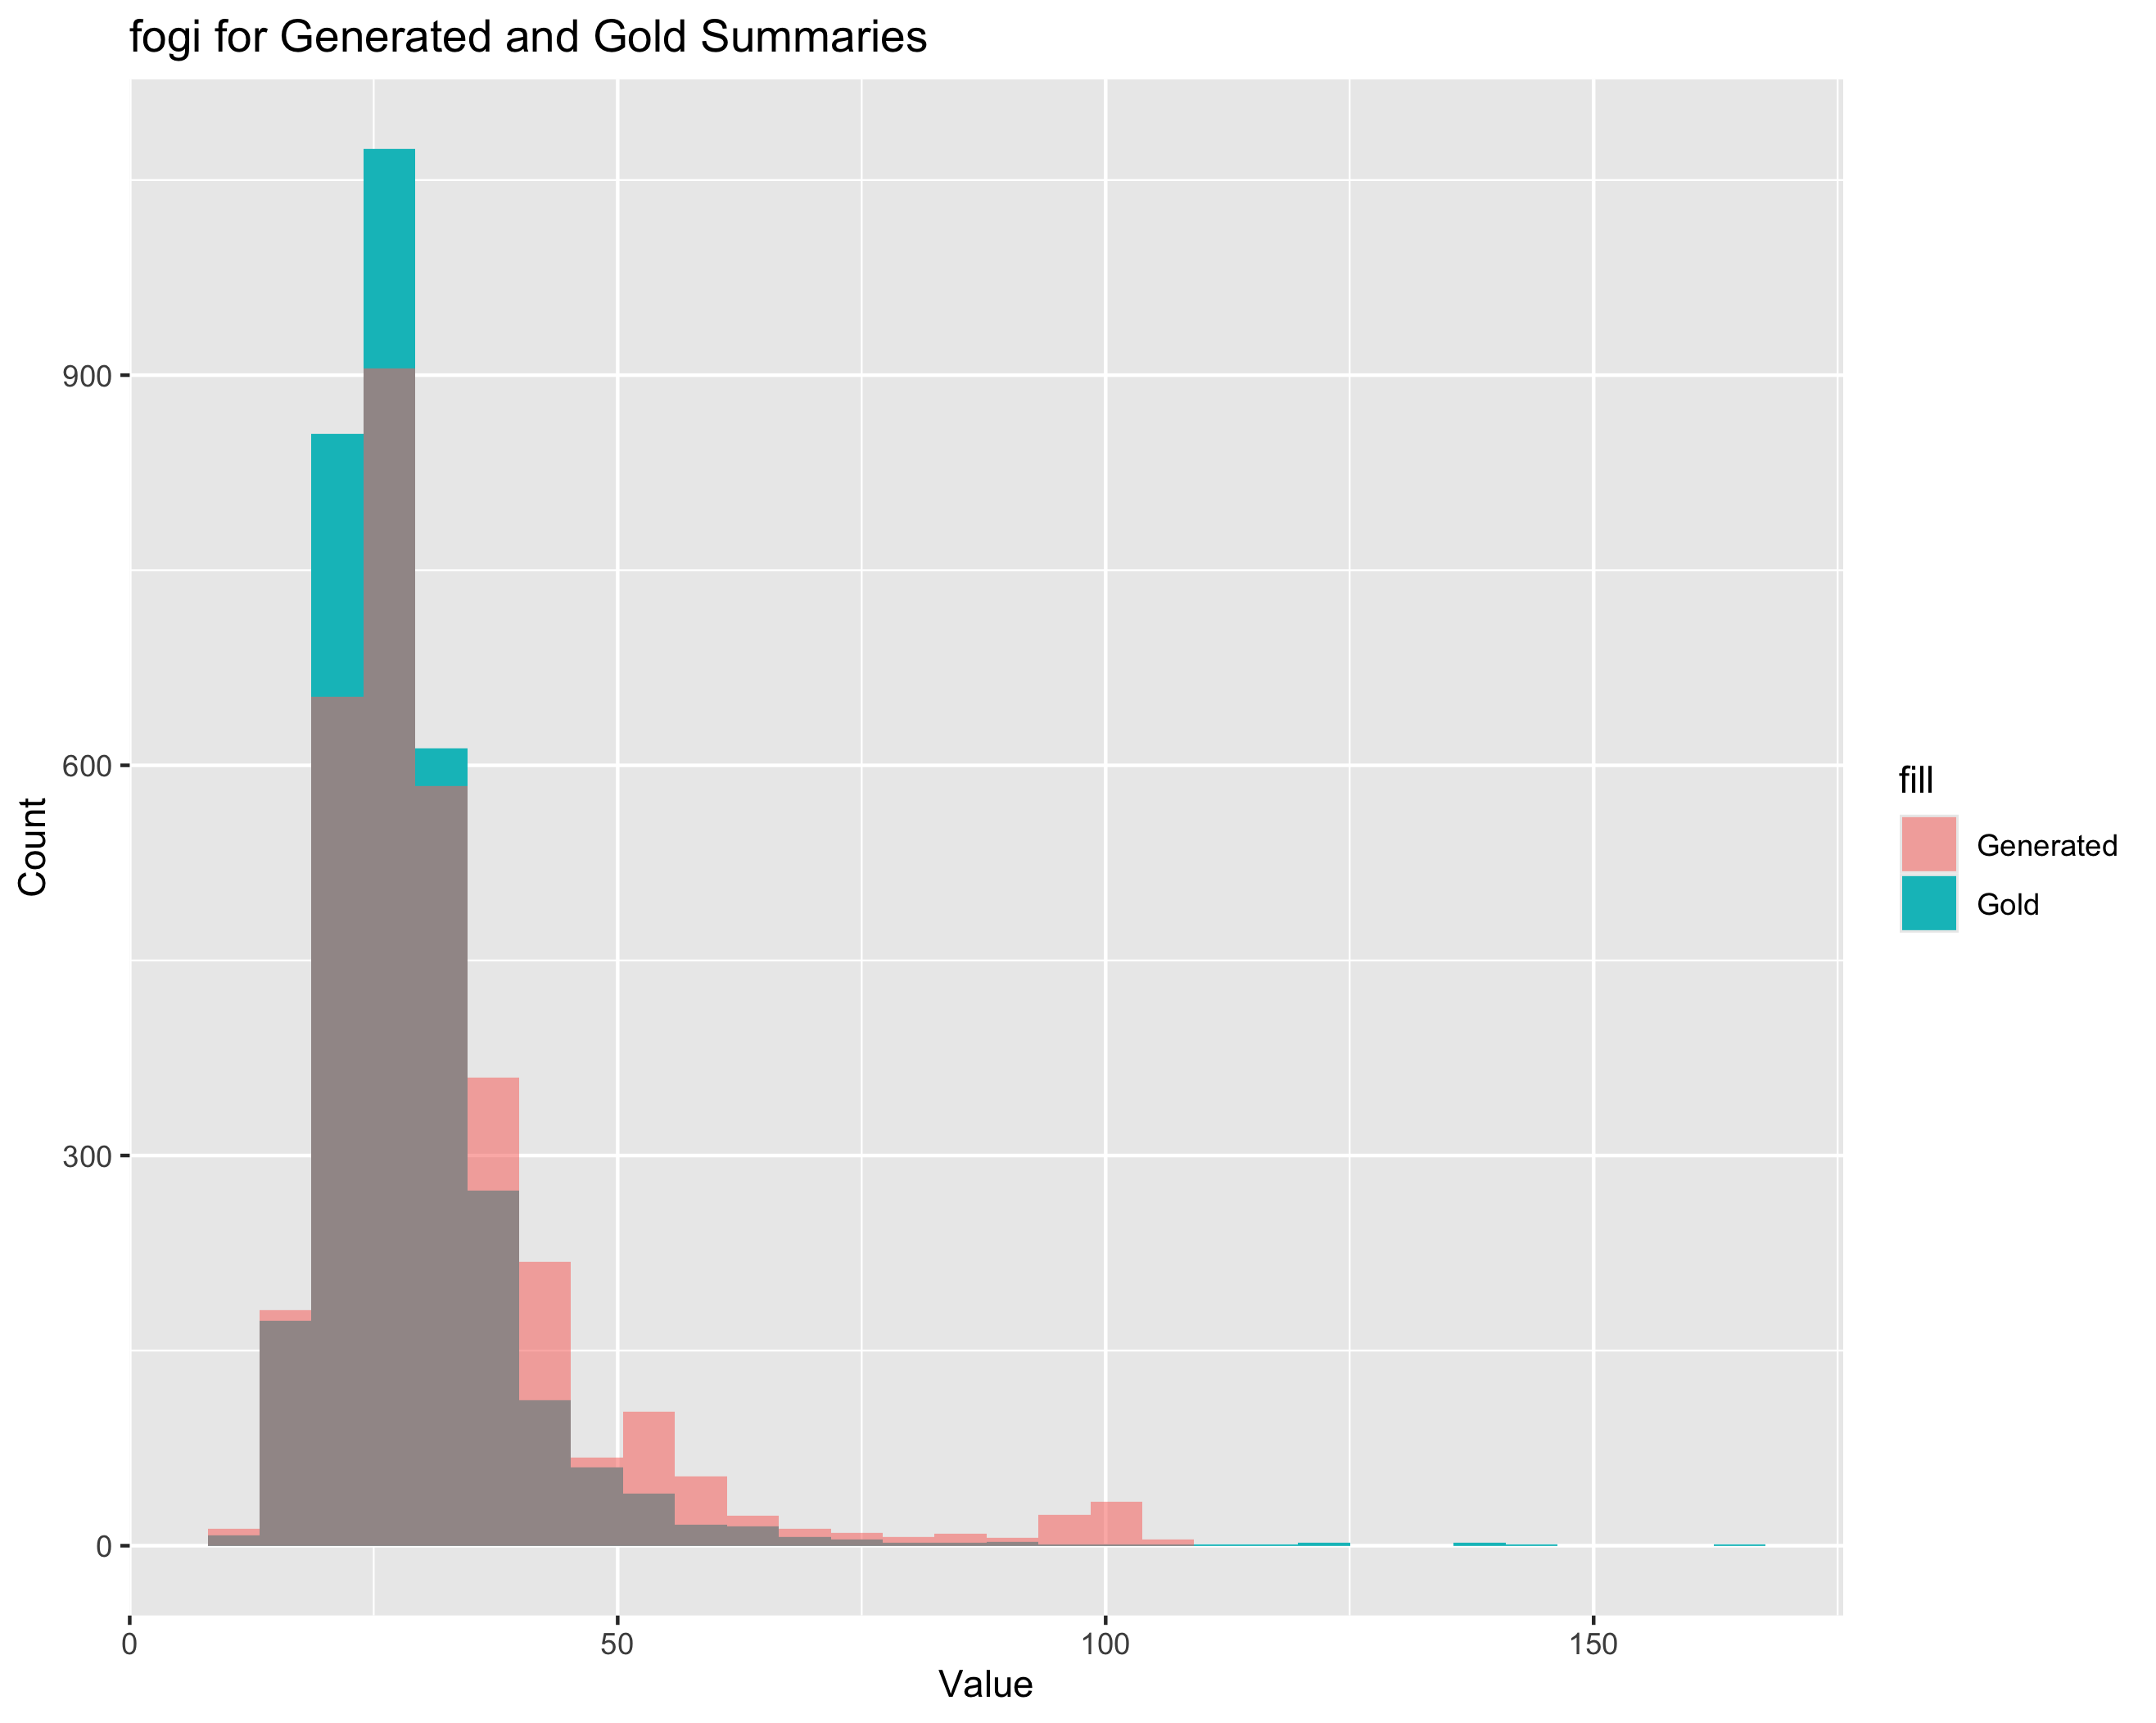 fogi for Generated and Gold Summaries
Count
900
600
300
0
0 50 100 150
Value
fill
Generated
Gold